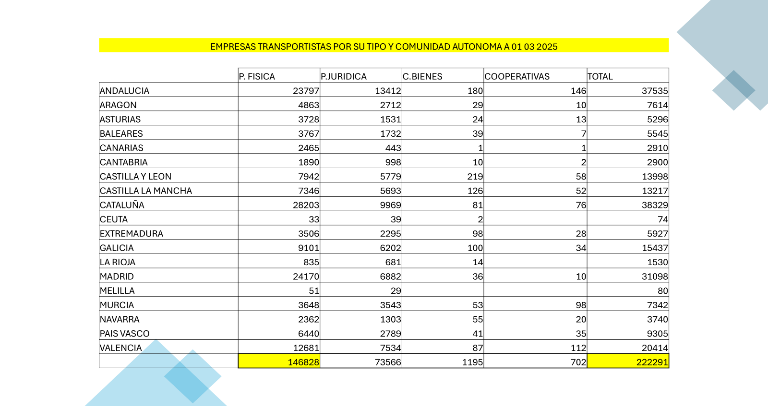 EMPRESAS TRANSPORTISTAS POR SU TIPO Y COMUNIDAD AUTONOMA A 01 03 2025
P. FISICA P.JURIDICA C.BIENES COOPERATIVAS TOTAL
ANDALUCIA 23797 13412 180 146 37535
ARAGON 4863 2712 29 10 7614
ASTURIAS 3728 1531 24 13 5296
BALEARES 3767 1732 39 7 5545
CANARIAS 2465 443 1 1 2910
CANTABRIA 1890 998 10 2 2900
CASTILLA Y LEON 7942 5779 219 58 13998
CASTILLA LA MANCHA 7346 5693 126 52 13217
CATALUÑA 28203 9969 81 76 38329
CEUTA 33 39 2 74
EXTREMADURA 3506 2295 98 28 5927
GALICIA 9101 6202 100 34 15437
LA RIOJA 835 681 14 1530
MADRID 24170 6882 36 10 31098
MELILLA 51 29 80
MURCIA 3648 3543 53 98 7342
NAVARRA 2362 1303 55 20 3740
PAIS VASCO 6440 2789 41 35 9305
VALENCIA 12681 7534 87 112 20414
146828 73566 1195 702 222291